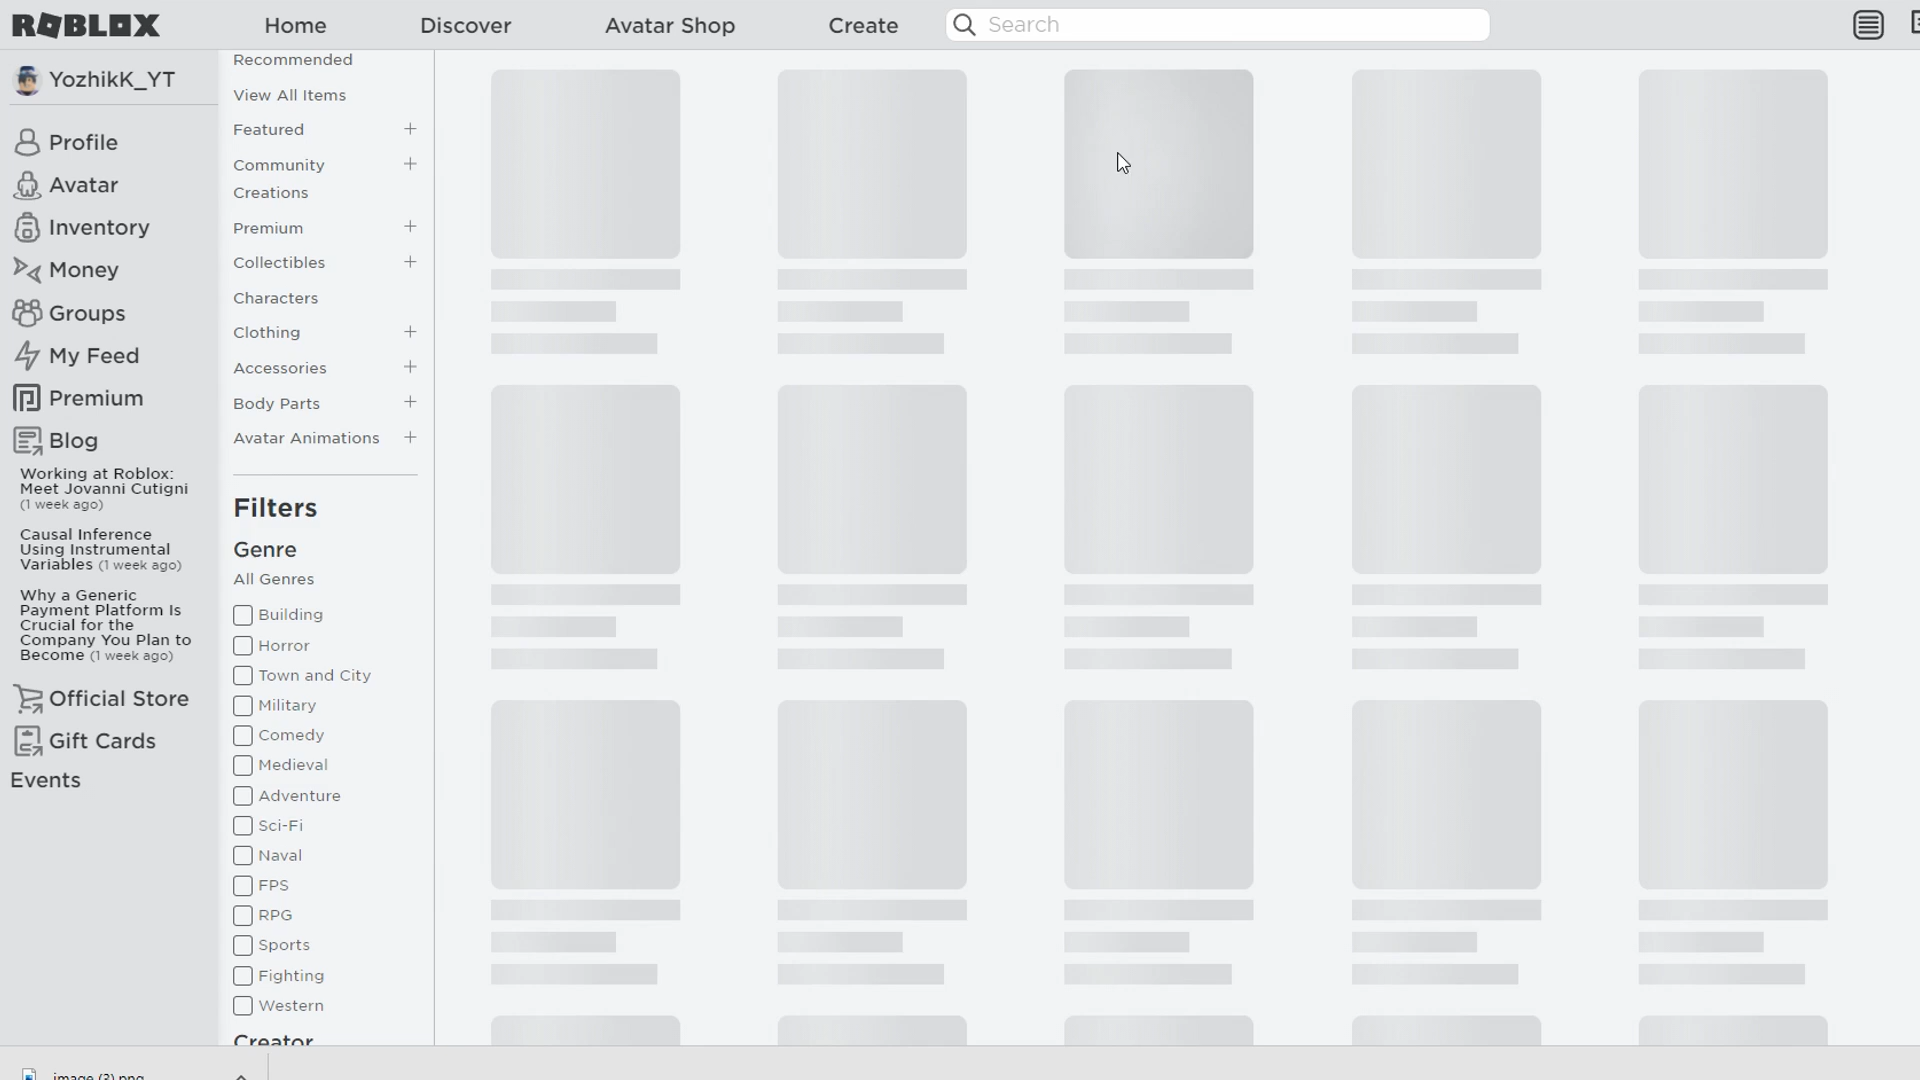 ROBLOX
Home
Discover
Avatar Shop
Create
Search
YozhikK_YT
Profile
Avatar
Inventory
Money
Groups
My Feed
Premium
Blog
Working at Roblox:
Meet Jovanni Cutigni
(1 week ago)
Causal Inference
Using Instrumental
Variables (1 week ago)
Why a Generic
Payment Platform Is
Crucial for the
Company You Plan to
Become (1 week ago)
Official Store
Gift Cards
Events
Recommended
View All Items
Featured +
Community +
Creations
Premium +
Collectibles +
Characters
Clothing +
Accessories +
Body Parts +
Avatar Animations +
Filters
Genre
All Genres
Building
Horror
Town and City
Military
Comedy
Medieval
Adventure
Sci-Fi
Naval
FPS
RPG
Sports
Fighting
Western
Creator
image (3).png